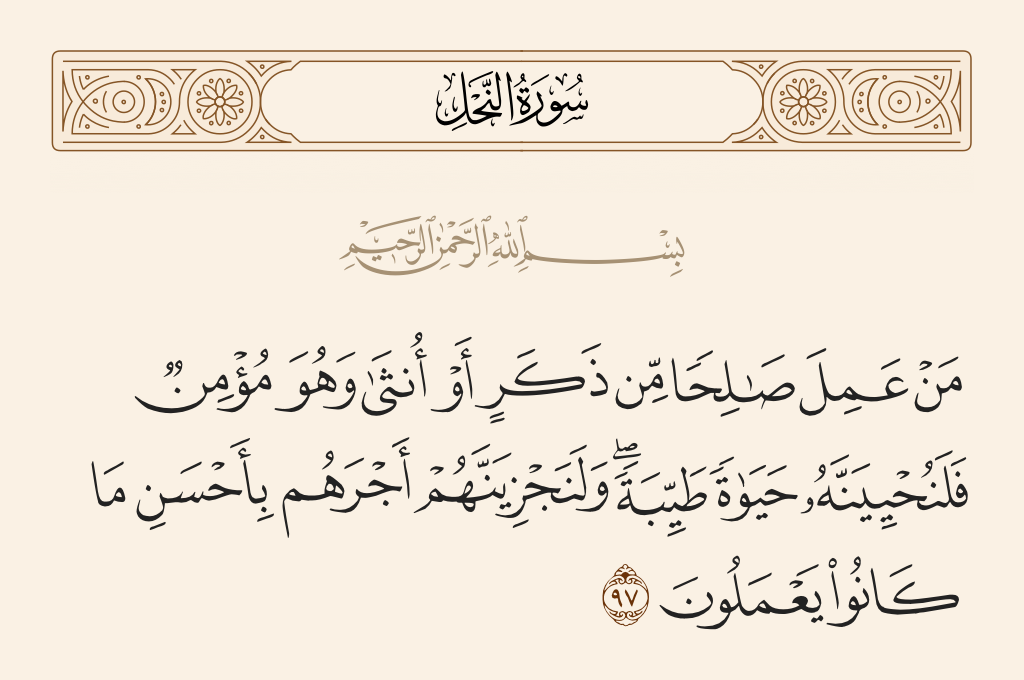 سُورَةُ النَّحْلِ
بِسْمِ ٱللَّهِ ٱلرَّحْمَٰنِ ٱلرَّحِيمِ
مَنْ عَمِلَ صَـٰلِحًا مِّن ذَكَرٍ أَوْ أُنثَىٰ وَهُوَ مُؤْمِنٌ
فَلَنُحْيِيَنَّهُۥ حَيَوٰةً طَيِّبَةً ۖ وَلَنَجْزِيَنَّهُمْ أَجْرَهُم بِأَحْسَنِ مَا
كَانُوا۟ يَعْمَلُونَ ٩٧